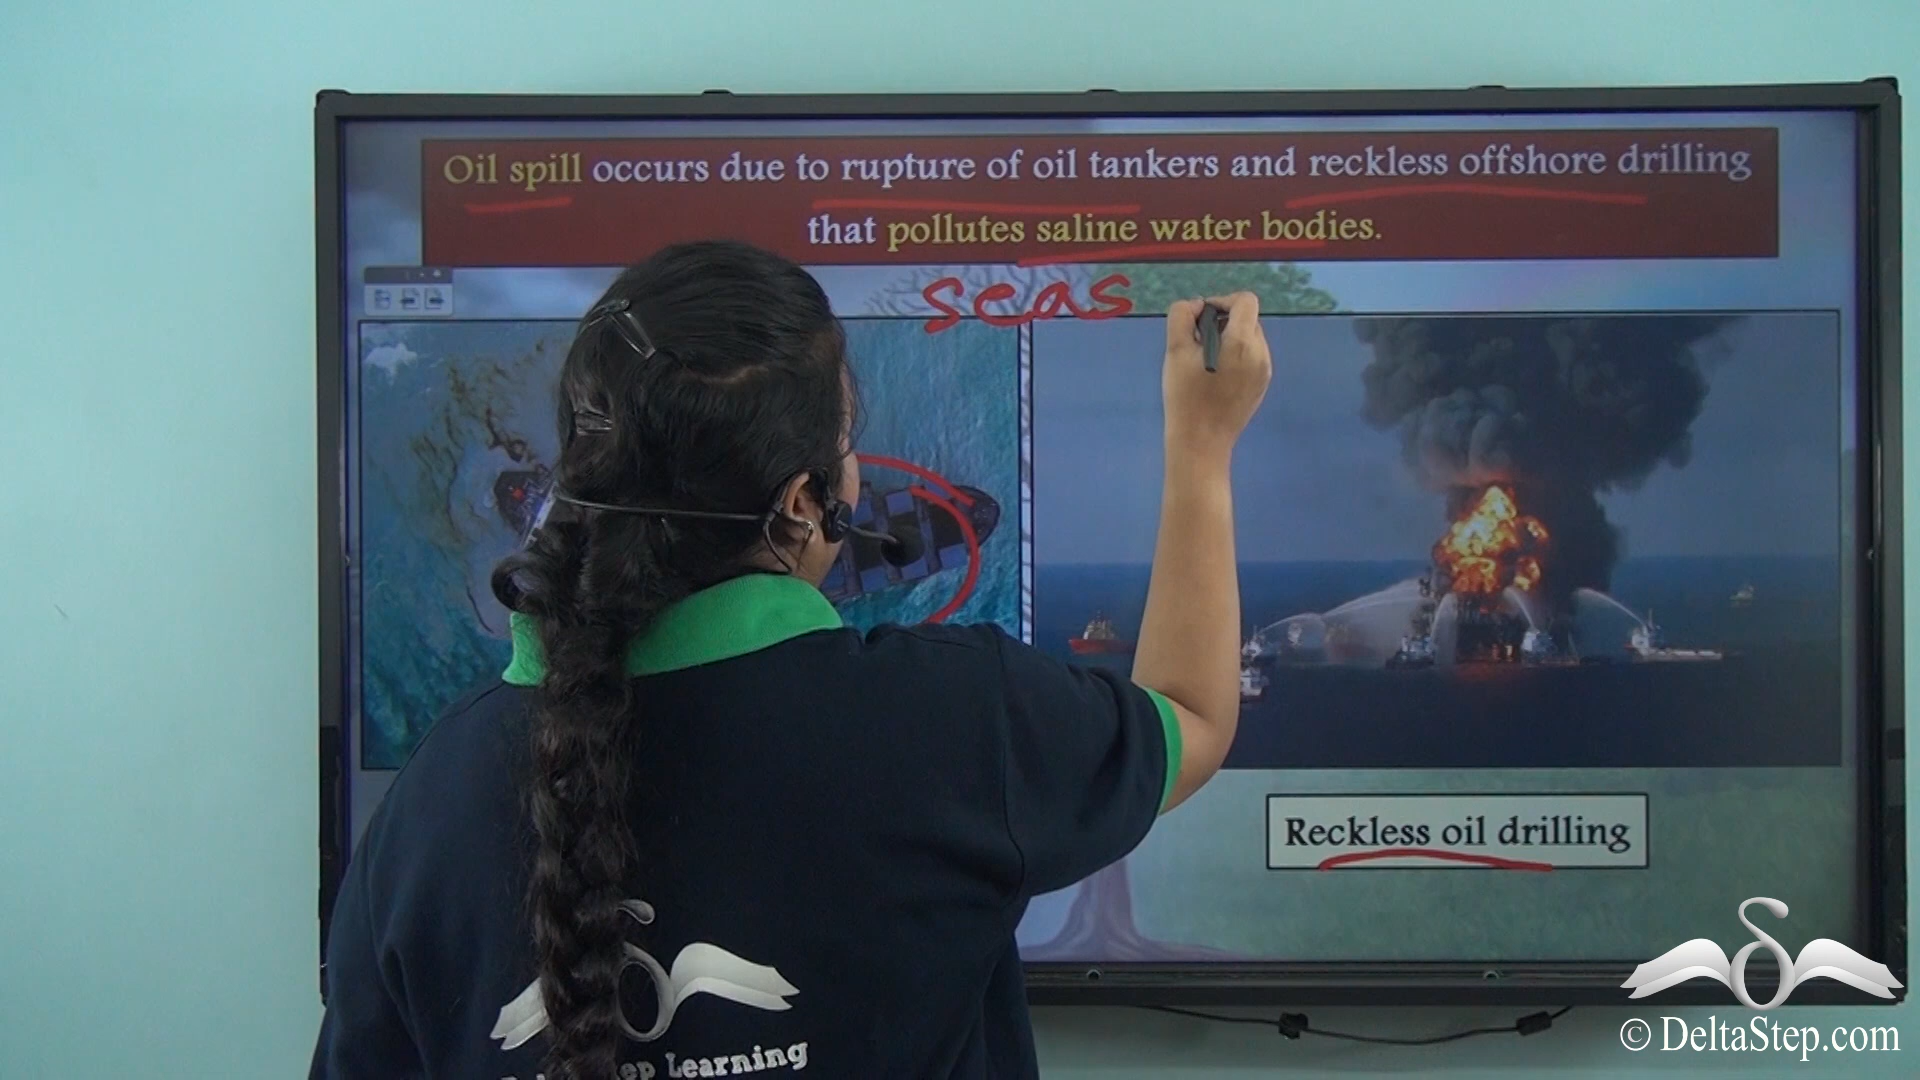 Oil spill occurs due to rupture of oil tankers and reckless offshore drilling
that pollutes saline water bodies.
seas
Reckless oil drilling
Learning
© DeltaStep.com